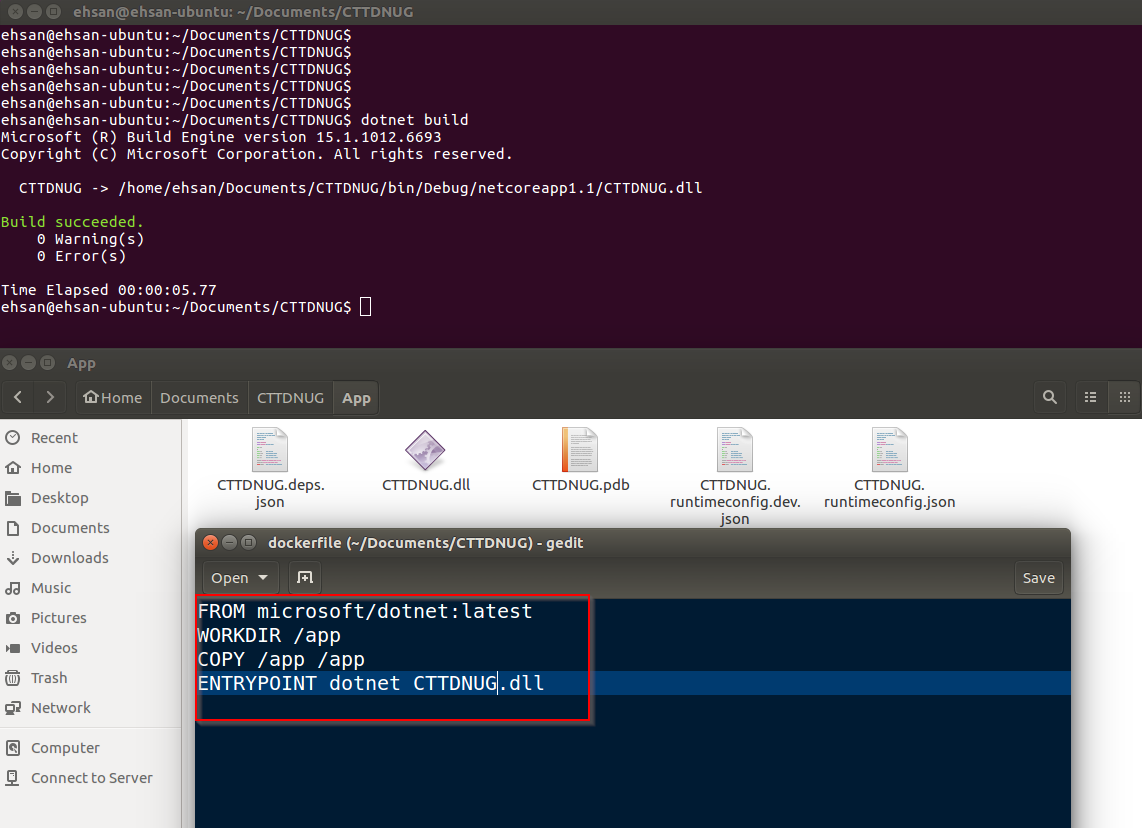 ehsan@ehsan-ubuntu: ~/Documents/CTTDNUG
ehsan@ehsan-ubuntu:~/Documents/CTTDNUG$
ehsan@ehsan-ubuntu:~/Documents/CTTDNUG$
ehsan@ehsan-ubuntu:~/Documents/CTTDNUG$
ehsan@ehsan-ubuntu:~/Documents/CTTDNUG$
ehsan@ehsan-ubuntu:~/Documents/CTTDNUG$
ehsan@ehsan-ubuntu:~/Documents/CTTDNUG$ dotnet build
Microsoft (R) Build Engine version 15.1.1012.6693
Copyright (C) Microsoft Corporation. All rights reserved.
CTTDNUG -> /home/ehsan/Documents/CTTDNUG/bin/Debug/netcoreapp1.1/CTTDNUG.dll
Build succeeded.
0 Warning(s)
0 Error(s)
Time Elapsed 00:00:05.77
ehsan@ehsan-ubuntu:~/Documents/CTTDNUG$
App
Home Documents CTTDNUG App
Recent
Home
Desktop
Documents
Downloads
Music
Pictures
Videos
Trash
Network
Computer
Connect to Server
CTTDNUG.deps.
json
CTTDNUG.dll
CTTDNUG.pdb
CTTDNUG.
runtimeconfig.dev.
json
CTTDNUG.
runtimeconfig.json
dockerfile (~/Documents/CTTDNUG) - gedit
Open Save
FROM microsoft/dotnet:latest
WORKDIR /app
COPY /app /app
ENTRYPOINT dotnet CTTDNUG.dll